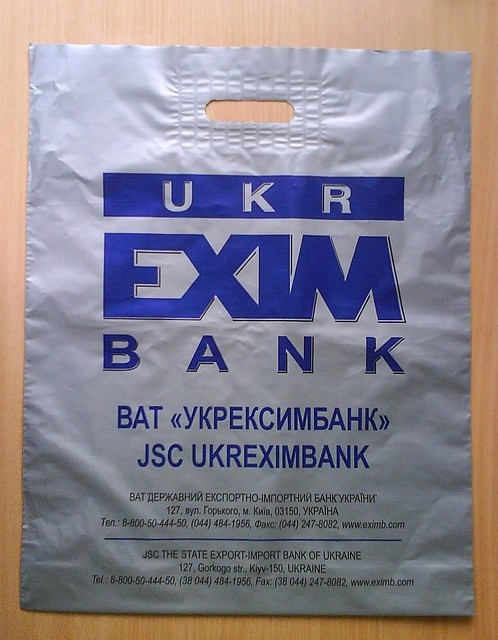 UKR
EXIM
BANK
ВАТ «УКРЕКСИМБАНК»
JSC UKREXIMBANK
ВАТ ДЕРЖАВНИЙ ЕКСПОРТНО-ІМПОРТНИЙ БАНК УКРАЇНИ
127, вул. Горького, м. Київ, 03150, УКРАЇНА
Тел.: 8-800-50-444-50, (044) 484-1956, Факс: (044) 247-8082, www.eximb.com
JSC THE STATE EXPORT-IMPORT BANK OF UKRAINE
127, Gorkogo str., Kiyv-150, UKRAINE
Tel.: 8-800-50-444-50, (38 044) 484-1956, Fax: (38 044) 247-8082, www.eximb.com